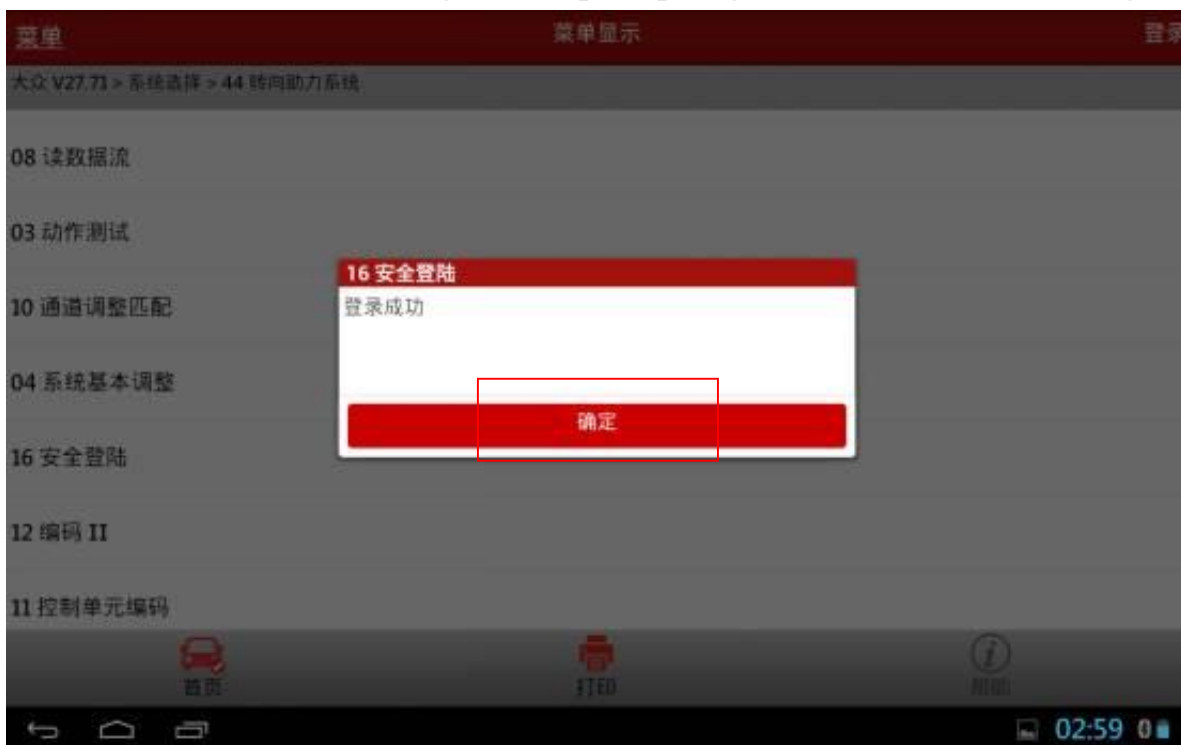 菜单
菜单显示
登录
大众 V27.71 > 系统选择 > 44 转向助力系统
08 读数据流
03 动作测试
16 安全登陆
10 通道调整匹配
登录成功
04 系统基本调整
确定
16 安全登陆
12 编码 II
11 控制单元编码
首页
打印
帮助
02:59